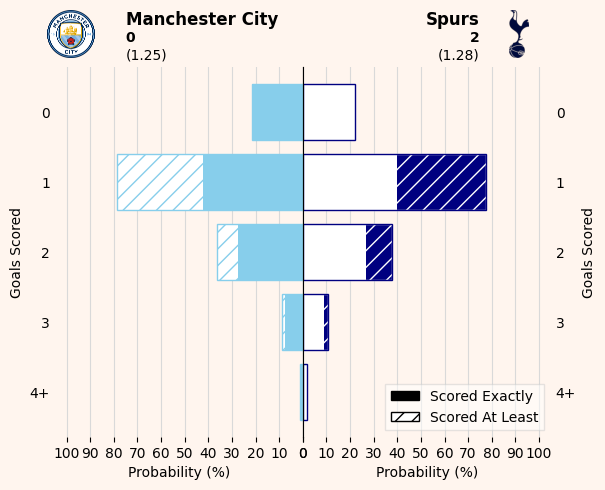 Manchester City
0
(1.25)
Spurs
2
(1.28)
MANCHESTER
CITY
0
1
2
3
4+
Goals Scored
0
1
2
3
4+
Goals Scored
Scored Exactly
Scored At Least
100 90 80 70 60 50 40 30 20 10 0
0 10 20 30 40 50 60 70 80 90 100
Probability (%)
Probability (%)